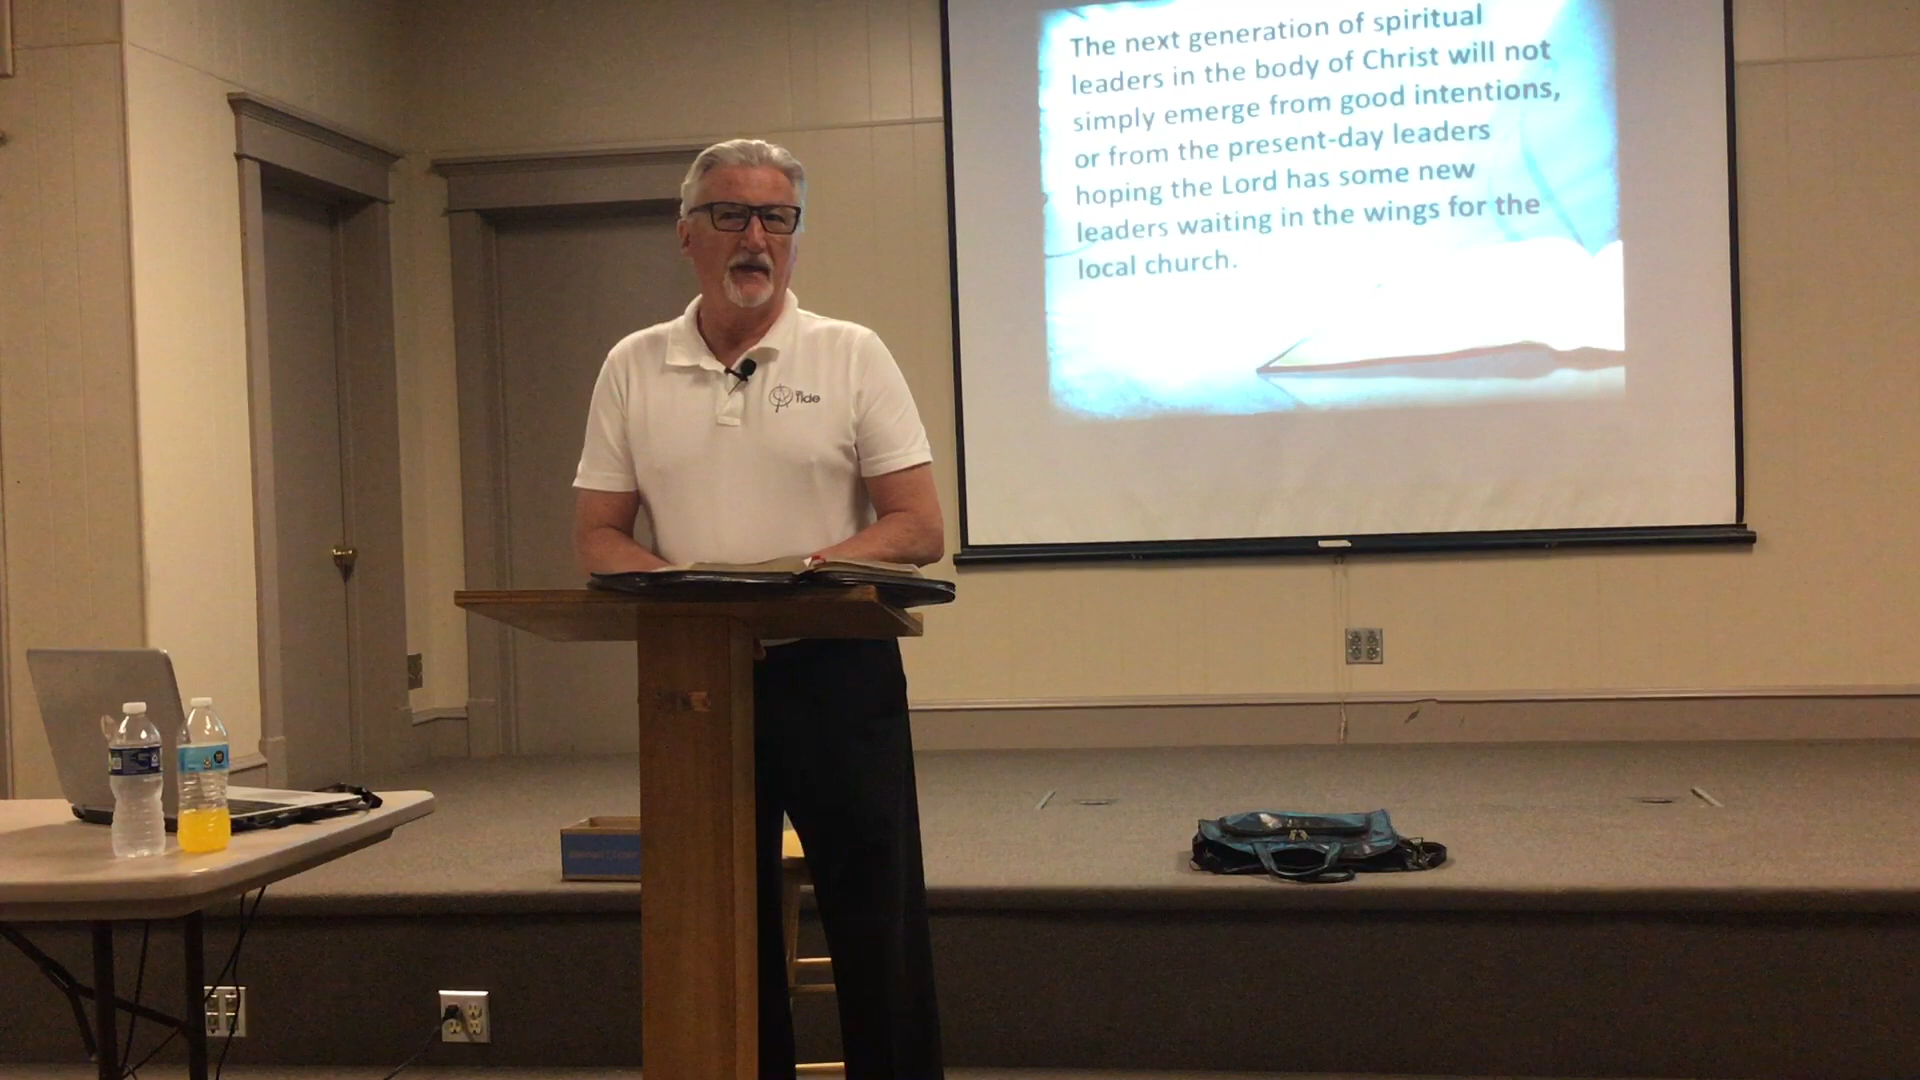 The next generation of spiritual
leaders in the body of Christ will not
simply emerge from good intentions,
or from the present-day leaders
hoping the Lord has some new
leaders waiting in the wings for the
local church.
Tide